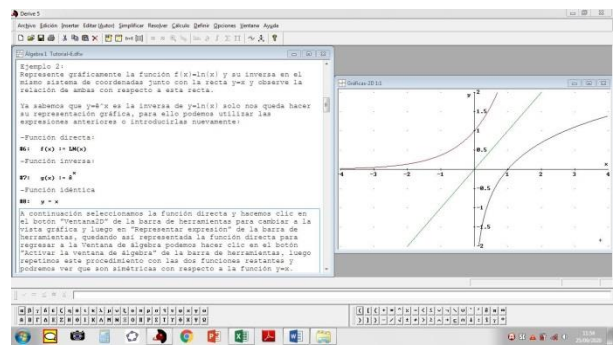 Derive 5
Archivo Edición Insertar Editar (Autor) Simplificar Resolver Cálculo Definir Opciones Ventana Ayuda
Álgebra 1 Tutorial-6.dfw
Ejemplo 2:
Represente gráficamente la función f(x)=ln(x) y su inversa en el
mismo sistema de coordenadas junto con la recta y=x y observe la
relación de ambas con respecto a esta recta.
Ya sabemos que y=ê^x es la inversa de y=ln(x) solo nos queda hacer
su representación gráfica, para ello podemos utilizar las
expresiones anteriores o introducirlas nuevamente:
-Función directa:
#6: f(x) := LN(x)
-Función inversa:
#7: g(x) := ê^x
-Función idéntica
#8: y = x
A continuación seleccionamos la función directa y hacemos clic en
el botón "Ventana2D" de la barra de herramientas para cambiar a la
vista gráfica y luego en "Representar expresión" de la barra de
herramientas, quedando así representada la función directa para
regresar a la Ventana de álgebra podemos hacer clic en el botón
"Activar la ventana de álgebra" de la barra de herramientas, luego
repetimos este procedimiento con las dos funciones restantes y
podremos ver que son simétricas con respecto a la función y=x.
Gráficas-2D 1:1
y
2
1.5
1
0.5
x
-4 -3 -2 -1 1 2 3 4
-0.5
-1
-1.5
-2